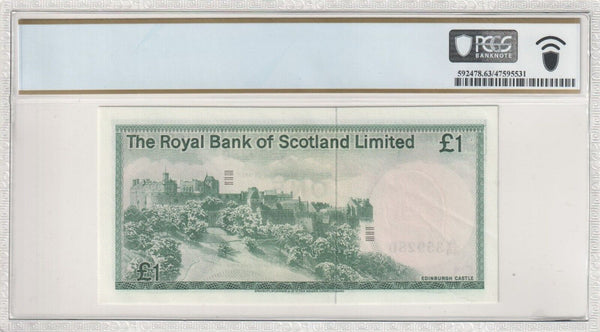 PCGS
BANKNOTE
592478.63/47595531
The Royal Bank of Scotland Limited
£1
£1
EDINBURGH CASTLE